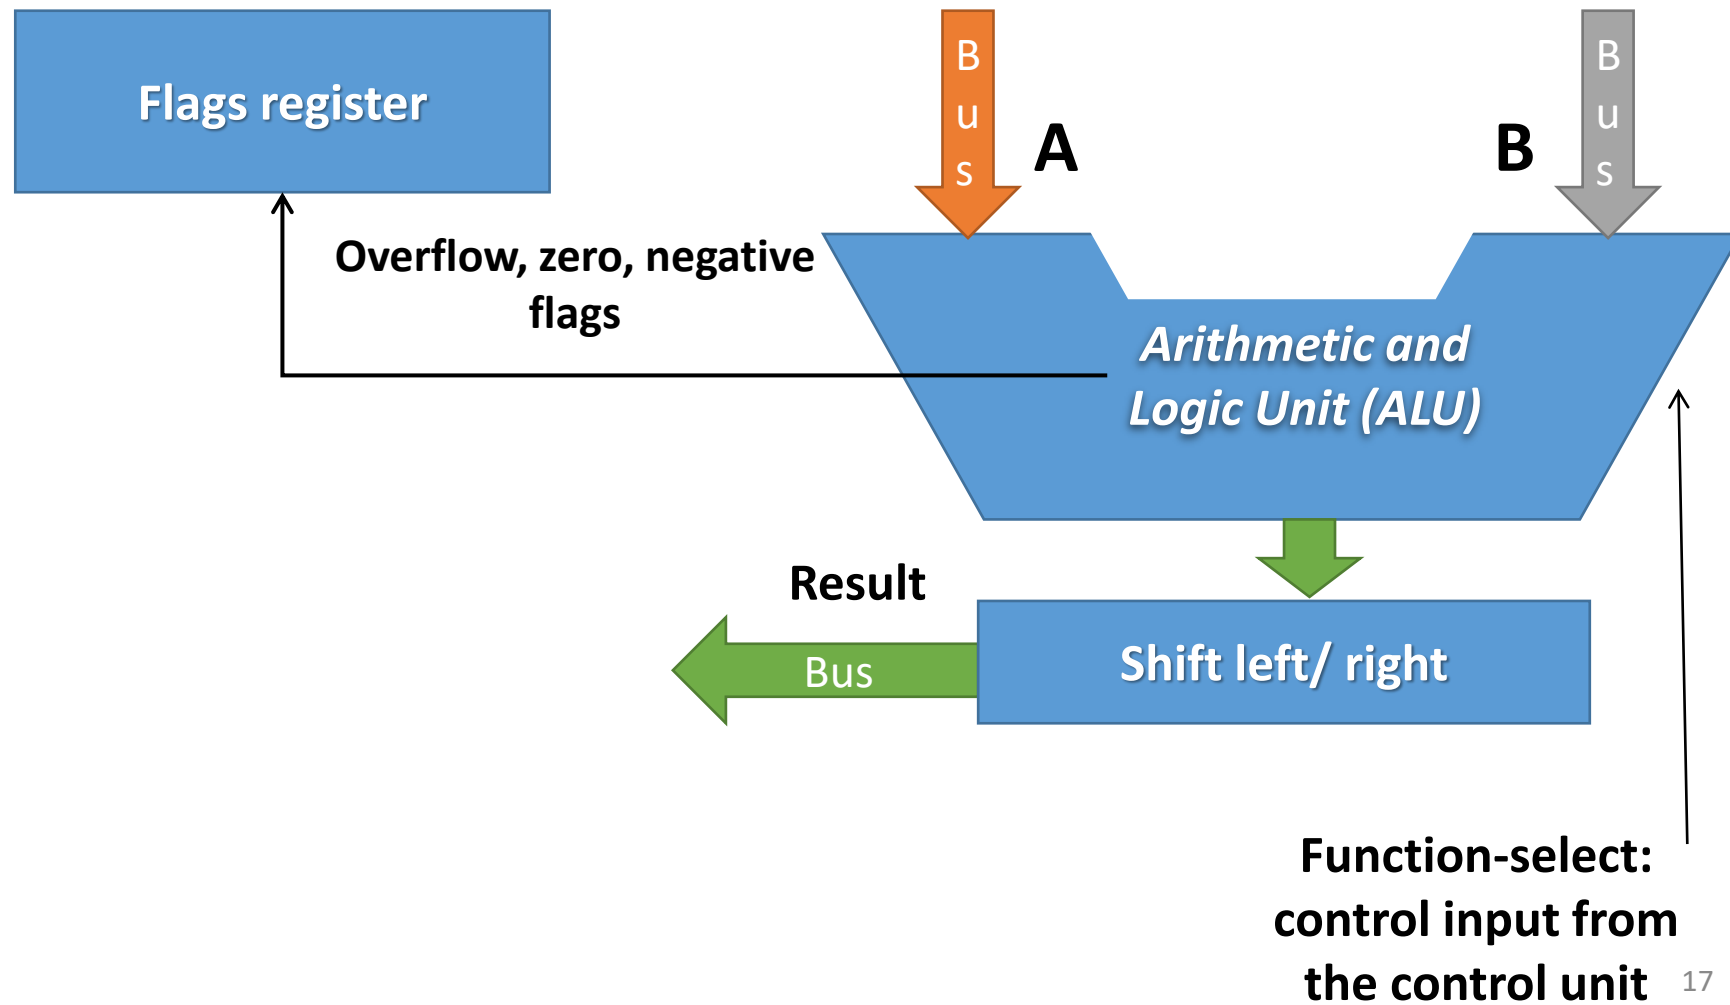 Flags register
B
u
s
A
B
B
u
s
Overflow, zero, negative
flags
Arithmetic and
Logic Unit (ALU)
Result
Bus
Shift left/ right
Function-select:
control input from
the control unit
17